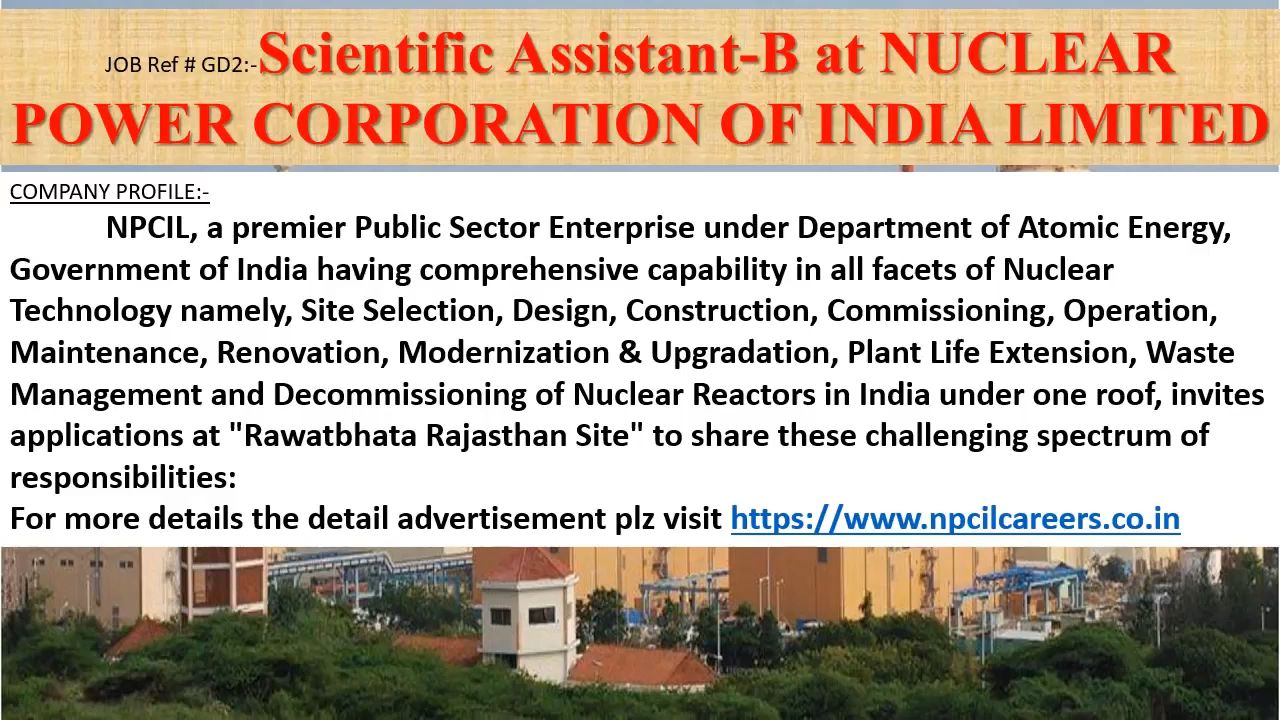 JOB Ref # GD2:-Scientific Assistant-B at NUCLEAR
POWER CORPORATION OF INDIA LIMITED
COMPANY PROFILE:-
NPCIL, a premier Public Sector Enterprise under Department of Atomic Energy,
Government of India having comprehensive capability in all facets of Nuclear
Technology namely, Site Selection, Design, Construction, Commissioning, Operation,
Maintenance, Renovation, Modernization & Upgradation, Plant Life Extension, Waste
Management and Decommissioning of Nuclear Reactors in India under one roof, invites
applications at "Rawatbhata Rajasthan Site" to share these challenging spectrum of
responsibilities:
For more details the detail advertisement plz visit https://www.npcilcareers.co.in